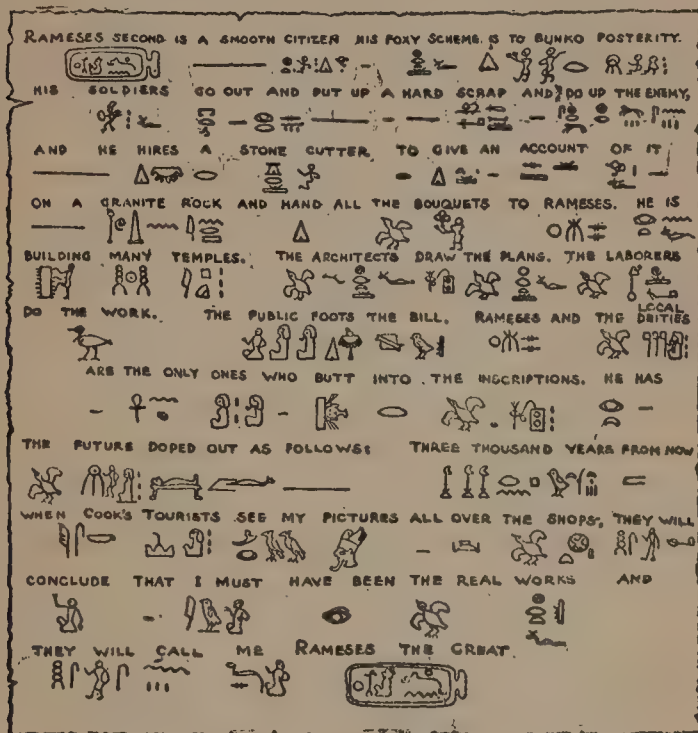 RAMESES SECOND IS A SMOOTH CITIZEN HIS FOXY SCHEME IS TO BUNKO POSTERITY.
HIS SOLDIERS GO OUT AND PUT UP A HARD SCRAP AND DO UP THE ENEMY,
AND HE HIRES A STONE CUTTER TO GIVE AN ACCOUNT OF IT
ON A GRANITE ROCK AND HAND ALL THE BOUQUETS TO RAMESES. HE IS
BUILDING MANY TEMPLES. THE ARCHITECTS DRAW THE PLANS. THE LABORERS
DO THE WORK. THE PUBLIC FOOTS THE BILL. RAMESES AND THE LOCAL DEITIES
ARE THE ONLY ONES WHO BUTT INTO THE INSCRIPTIONS. HE HAS
THE FUTURE DOPED OUT AS FOLLOWS: THREE THOUSAND YEARS FROM NOW
WHEN COOK'S TOURISTS SEE MY PICTURES ALL OVER THE SHOPS, THEY WILL
CONCLUDE THAT I MUST HAVE BEEN THE REAL WORKS AND
THEY WILL CALL ME RAMESES THE GREAT